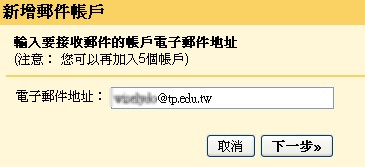 新增郵件帳戶
輸入要接收郵件的帳戶電子郵件地址
(注意： 您可以再加入5個帳戶)
電子郵件地址： @tp.edu.tw
取消 下一步»